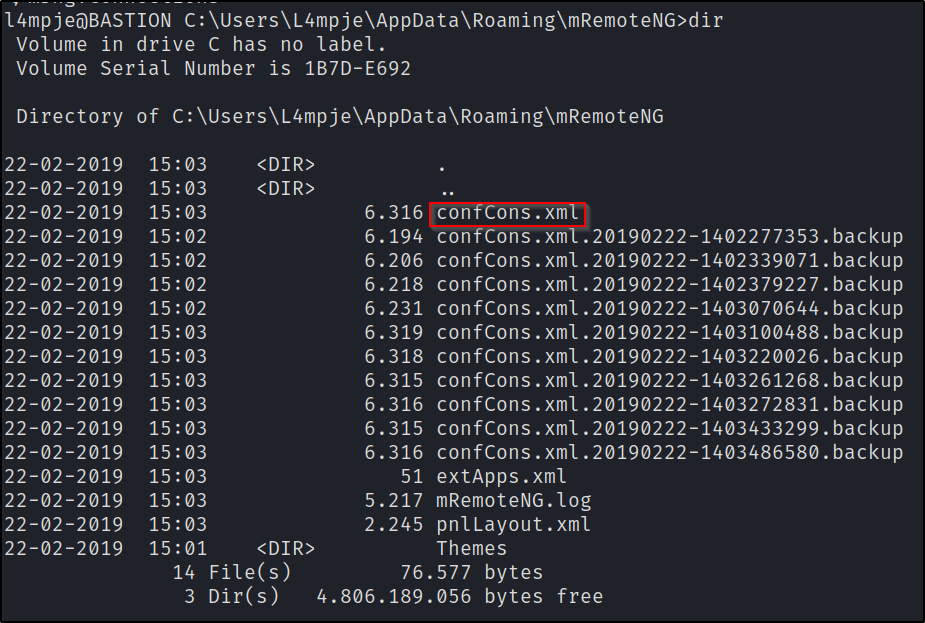 l4mpje@BASTION C:\Users\L4mpje\AppData\Roaming\mRemoteNG>dir
Volume in drive C has no label.
Volume Serial Number is 1B7D-E692
Directory of C:\Users\L4mpje\AppData\Roaming\mRemoteNG
22-02-2019  15:03    <DIR>          .
22-02-2019  15:03    <DIR>          ..
22-02-2019  15:03             6.316 confCons.xml
22-02-2019  15:02             6.194 confCons.xml.20190222-1402277353.backup
22-02-2019  15:02             6.206 confCons.xml.20190222-1402339071.backup
22-02-2019  15:02             6.218 confCons.xml.20190222-1402379227.backup
22-02-2019  15:02             6.231 confCons.xml.20190222-1403070644.backup
22-02-2019  15:03             6.319 confCons.xml.20190222-1403100488.backup
22-02-2019  15:03             6.318 confCons.xml.20190222-1403220026.backup
22-02-2019  15:03             6.315 confCons.xml.20190222-1403261268.backup
22-02-2019  15:03             6.316 confCons.xml.20190222-1403272831.backup
22-02-2019  15:03             6.315 confCons.xml.20190222-1403433299.backup
22-02-2019  15:03             6.316 confCons.xml.20190222-1403486580.backup
22-02-2019  15:03                51 extApps.xml
22-02-2019  15:03             5.217 mRemoteNG.log
22-02-2019  15:03             2.245 pnlLayout.xml
22-02-2019  15:01    <DIR>          Themes
14 File(s)         76.577 bytes
3 Dir(s)   4.806.189.056 bytes free